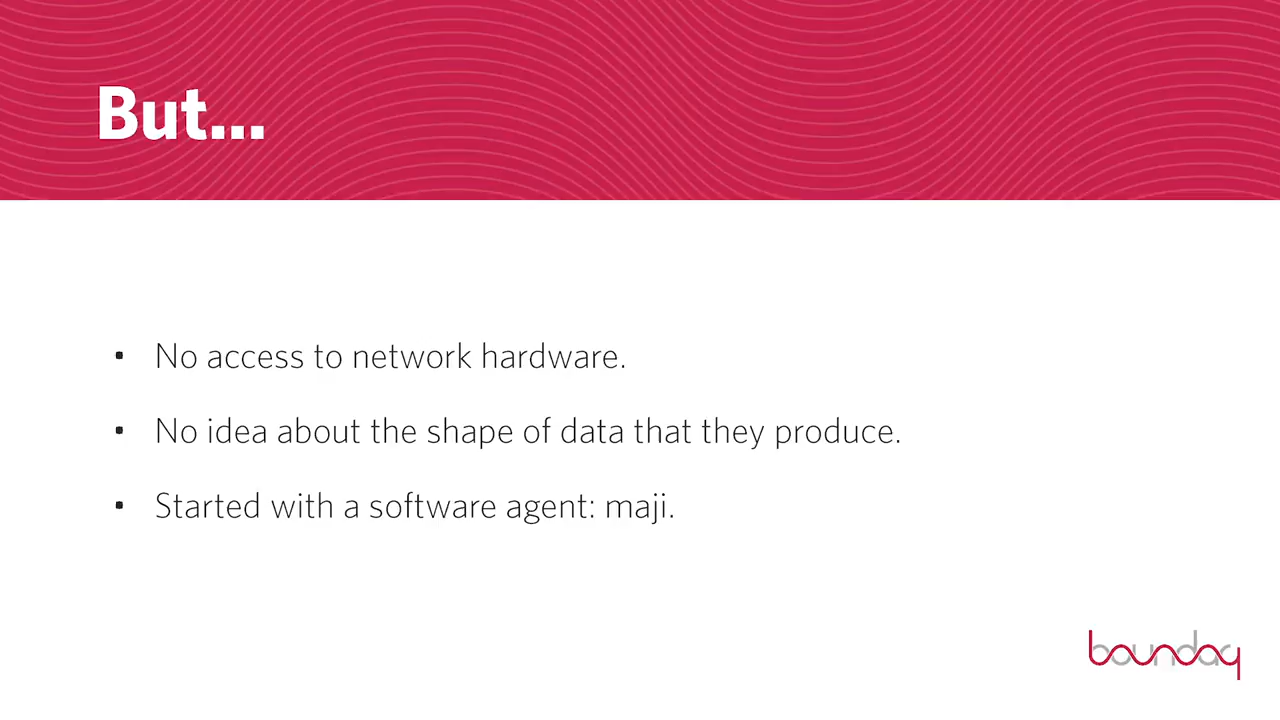 But...
• No access to network hardware.
• No idea about the shape of data that they produce.
• Started with a software agent: maji.
boundary